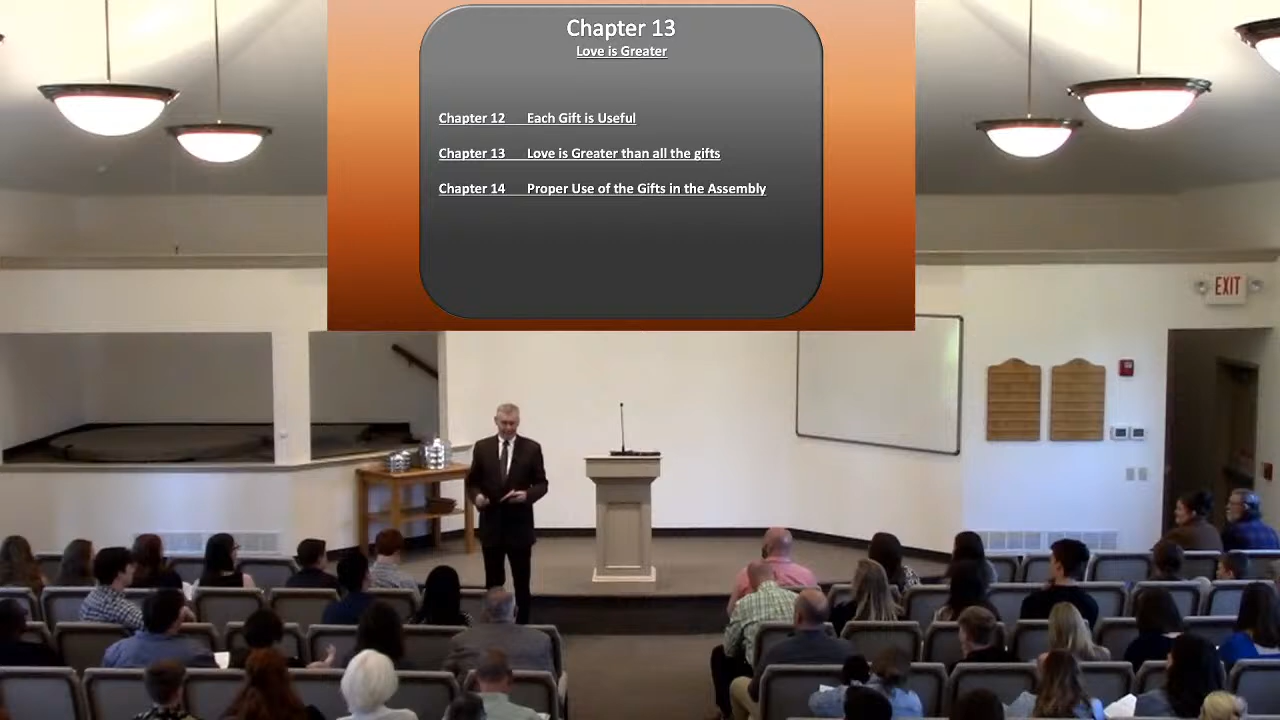 Chapter 13
Love is Greater
Chapter 12 Each Gift is Useful
Chapter 13 Love is Greater than all the gifts
Chapter 14 Proper Use of the Gifts in the Assembly
EXIT